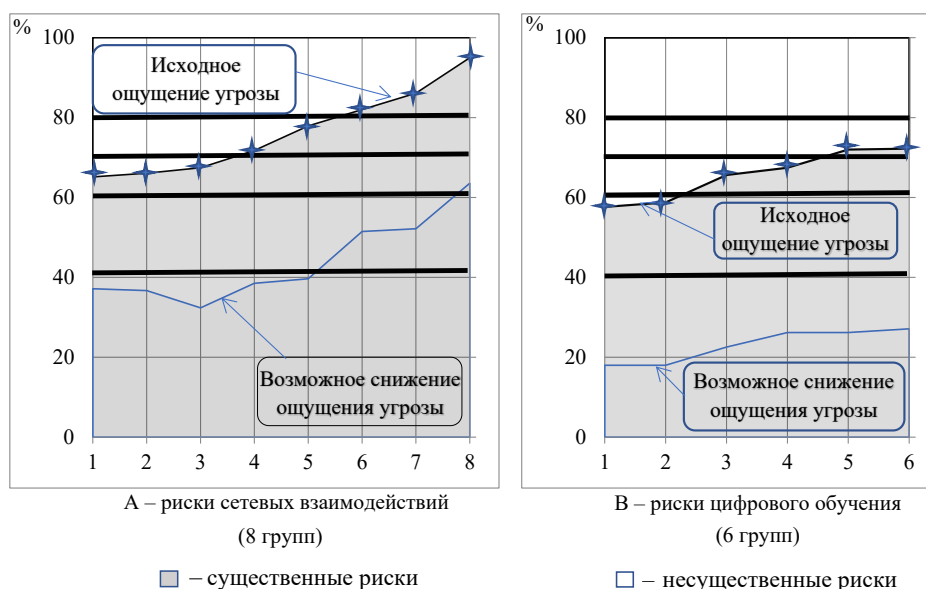 %
100
80
60
40
20
0
Исходное
ощущение угрозы
Возможное снижение
ощущения угрозы
1 2 3 4 5 6 7 8
А – риски сетевых взаимодействий
(8 групп)
%
100
80
60
40
20
0
Исходное
ощущение угрозы
Возможное снижение
ощущения угрозы
1 2 3 4 5 6
В – риски цифрового обучения
(6 групп)
– существенные риски
– несущественные риски